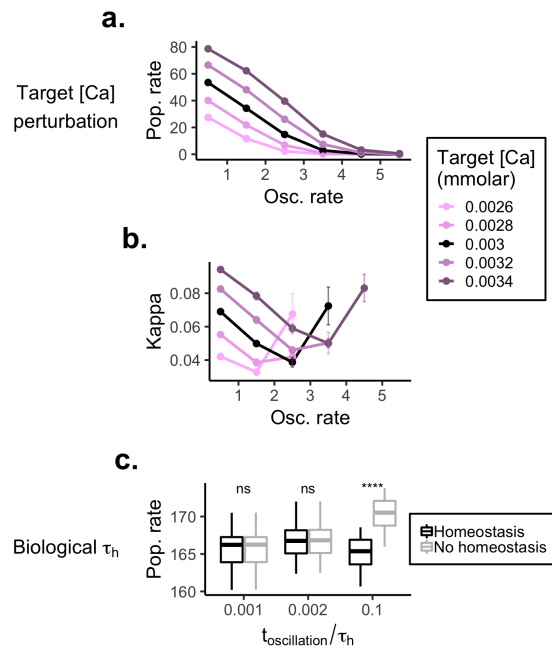 a.
Target [Ca]
perturbation
Pop. rate
80
60
40
20
0
1 2 3 4 5
Osc. rate
Target [Ca]
(mmolar)
0.0026
0.0028
0.003
0.0032
0.0034
b.
Kappa
0.08
0.06
0.04
1 2 3 4 5
Osc. rate
c.
Biological τh
Pop. rate
170
165
160
ns ns ****
0.001 0.002 0.1
toscillation/τh
Homeostasis
No homeostasis